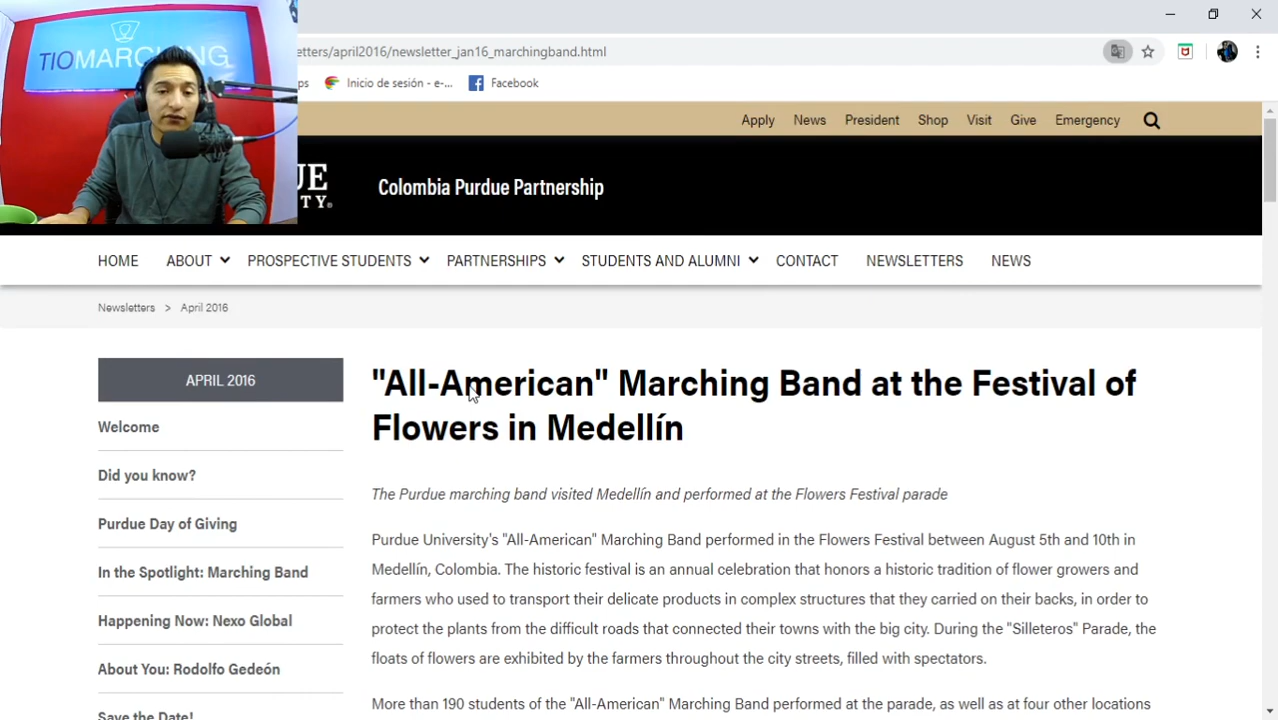 TIOMARCHING
etters/april2016/newsletter_jan16_marchingband.html
ps
Inicio de sesión - e-...
Facebook
Apply
News
President
Shop
Visit
Give
Emergency
UE
TY.
Colombia Purdue Partnership
HOME
ABOUT
PROSPECTIVE STUDENTS
PARTNERSHIPS
STUDENTS AND ALUMNI
CONTACT
NEWSLETTERS
NEWS
Newsletters > April 2016
APRIL 2016
Welcome
Did you know?
Purdue Day of Giving
In the Spotlight: Marching Band
Happening Now: Nexo Global
About You: Rodolfo Gedeón
Save the Date!
"All-American" Marching Band at the Festival of
Flowers in Medellín
The Purdue marching band visited Medellín and performed at the Flowers Festival parade
Purdue University's "All-American" Marching Band performed in the Flowers Festival between August 5th and 10th in
Medellín, Colombia. The historic festival is an annual celebration that honors a historic tradition of flower growers and
farmers who used to transport their delicate products in complex structures that they carried on their backs, in order to
protect the plants from the difficult roads that connected their towns with the big city. During the "Silleteros" Parade, the
floats of flowers are exhibited by the farmers throughout the city streets, filled with spectators.
More than 190 students of the "All-American" Marching Band performed at the parade, as well as at four other locations